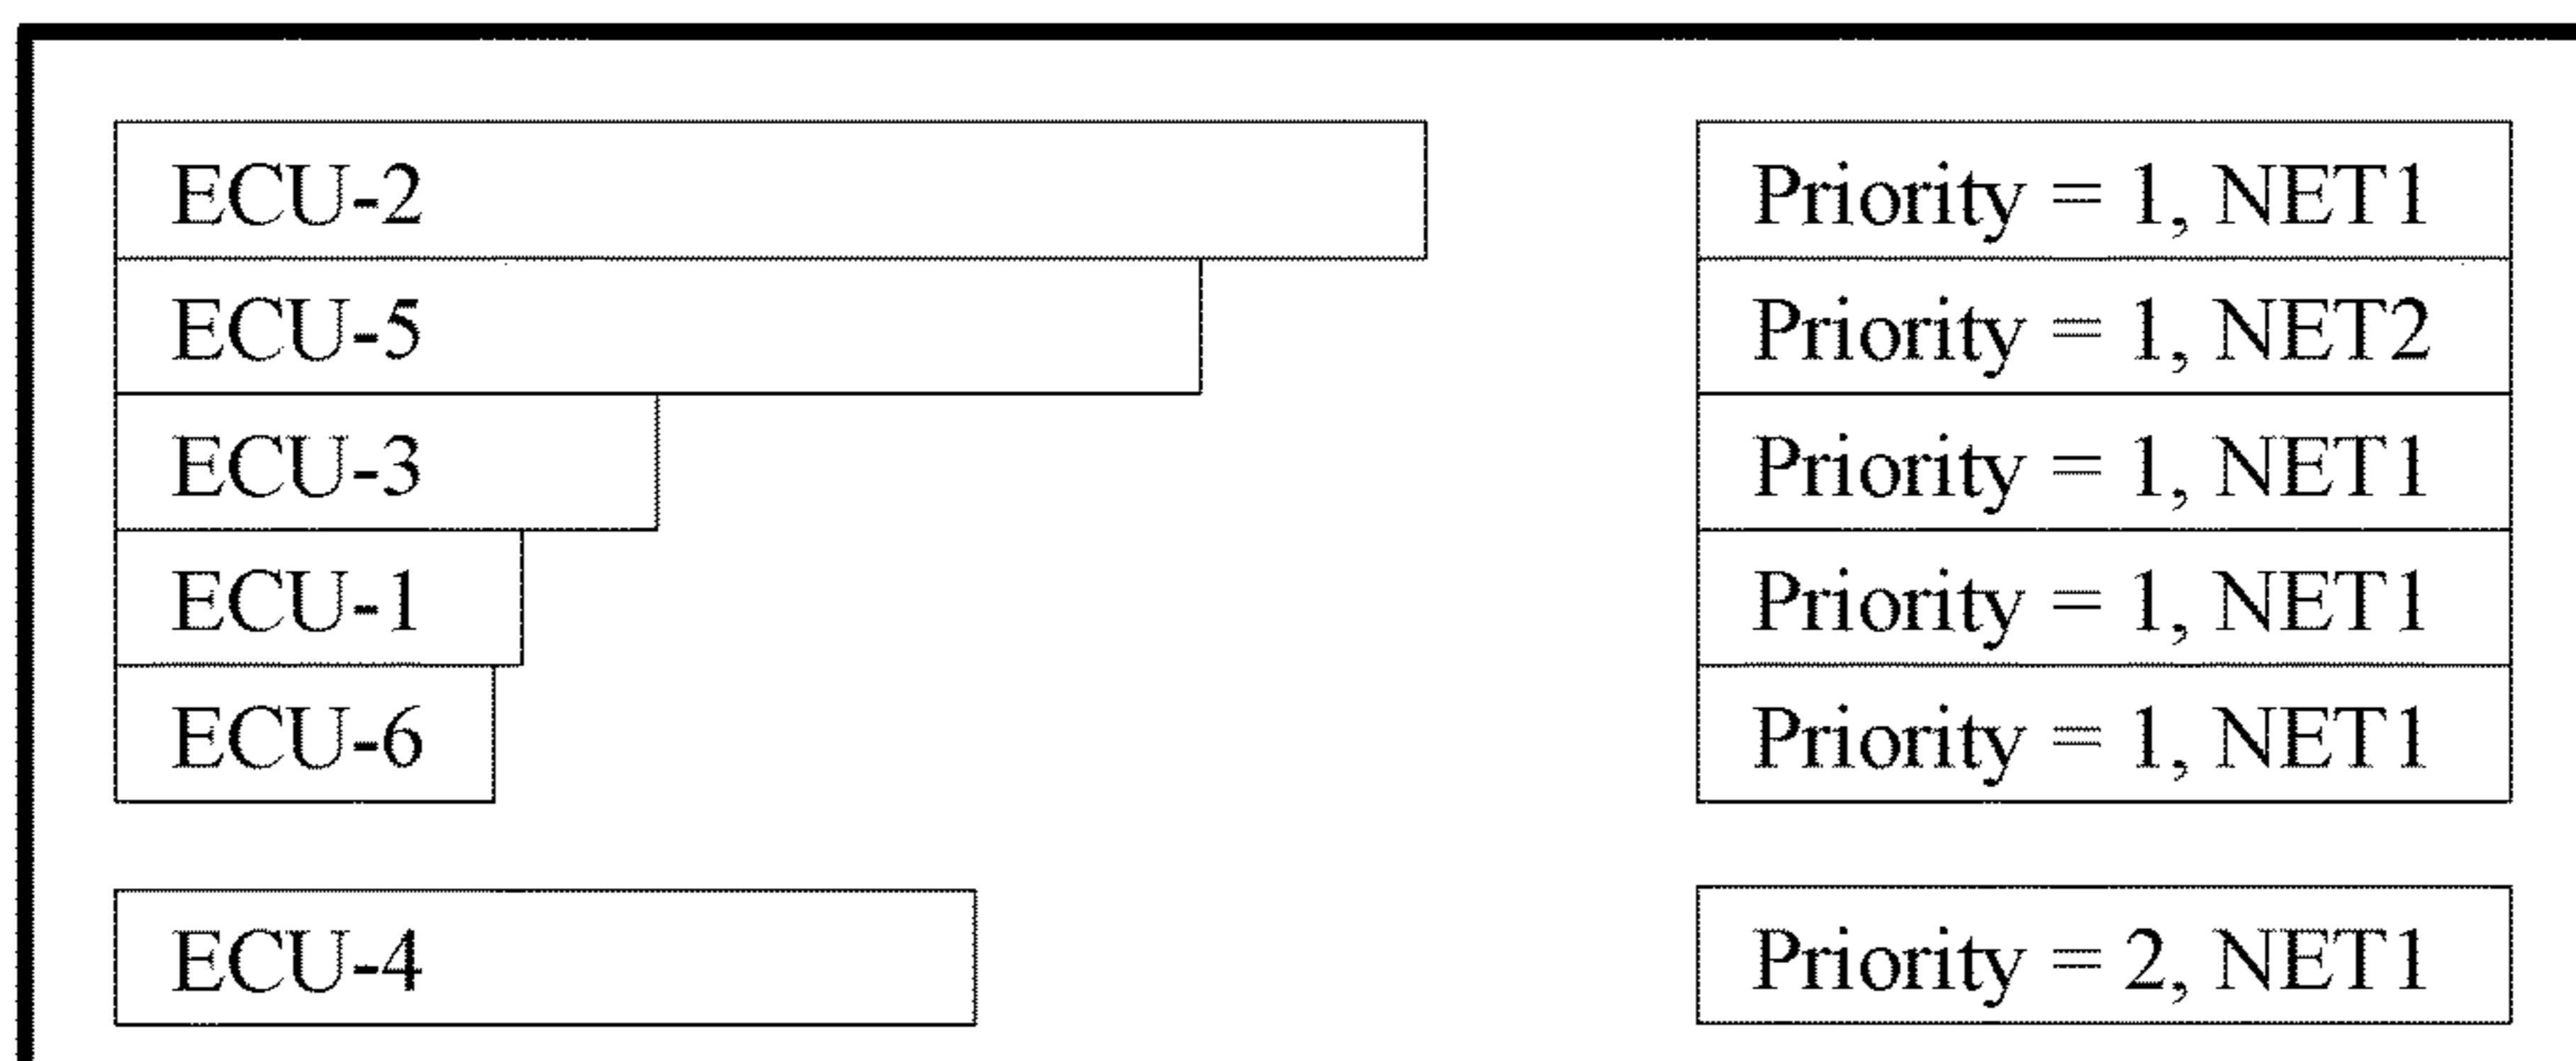 ECU-2 Priority = 1, NET1
ECU-5 Priority = 1, NET2
ECU-3 Priority = 1, NET1
ECU-1 Priority = 1, NET1
ECU-6 Priority = 1, NET1
ECU-4 Priority = 2, NET1